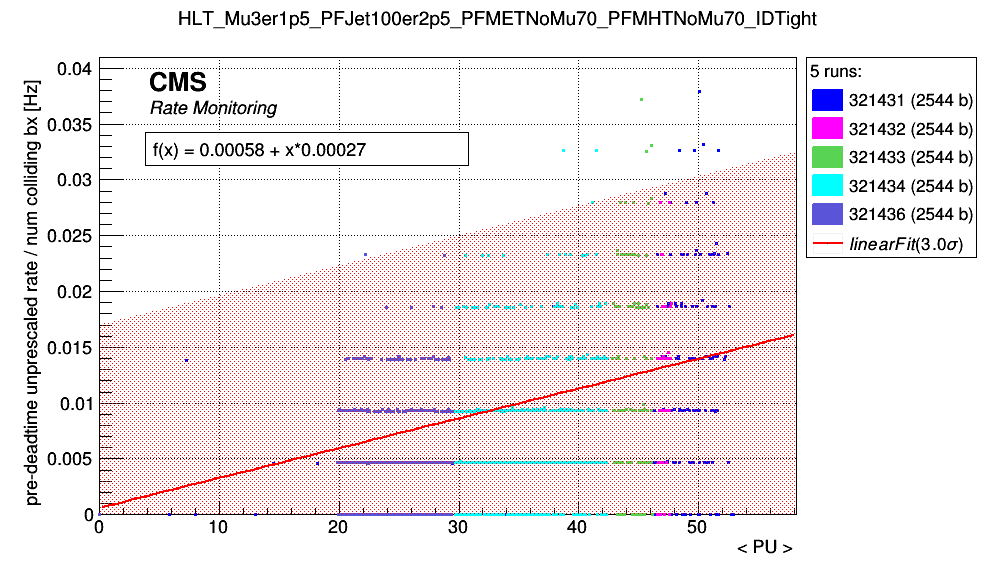 HLT_Mu3er1p5_PFJet100er2p5_PFMETNoMu70_PFMHTNoMu70_IDTight
pre-deadtime unprescaled rate / num colliding bx [Hz]
0.04
0.035
0.03
0.025
0.02
0.015
0.01
0.005
0
CMS
Rate Monitoring
f(x) = 0.00058 + x*0.00027
0 10 20 30 40 50
< PU >
5 runs:
321431 (2544 b)
321432 (2544 b)
321433 (2544 b)
321434 (2544 b)
321436 (2544 b)
linearFit(3.0σ)